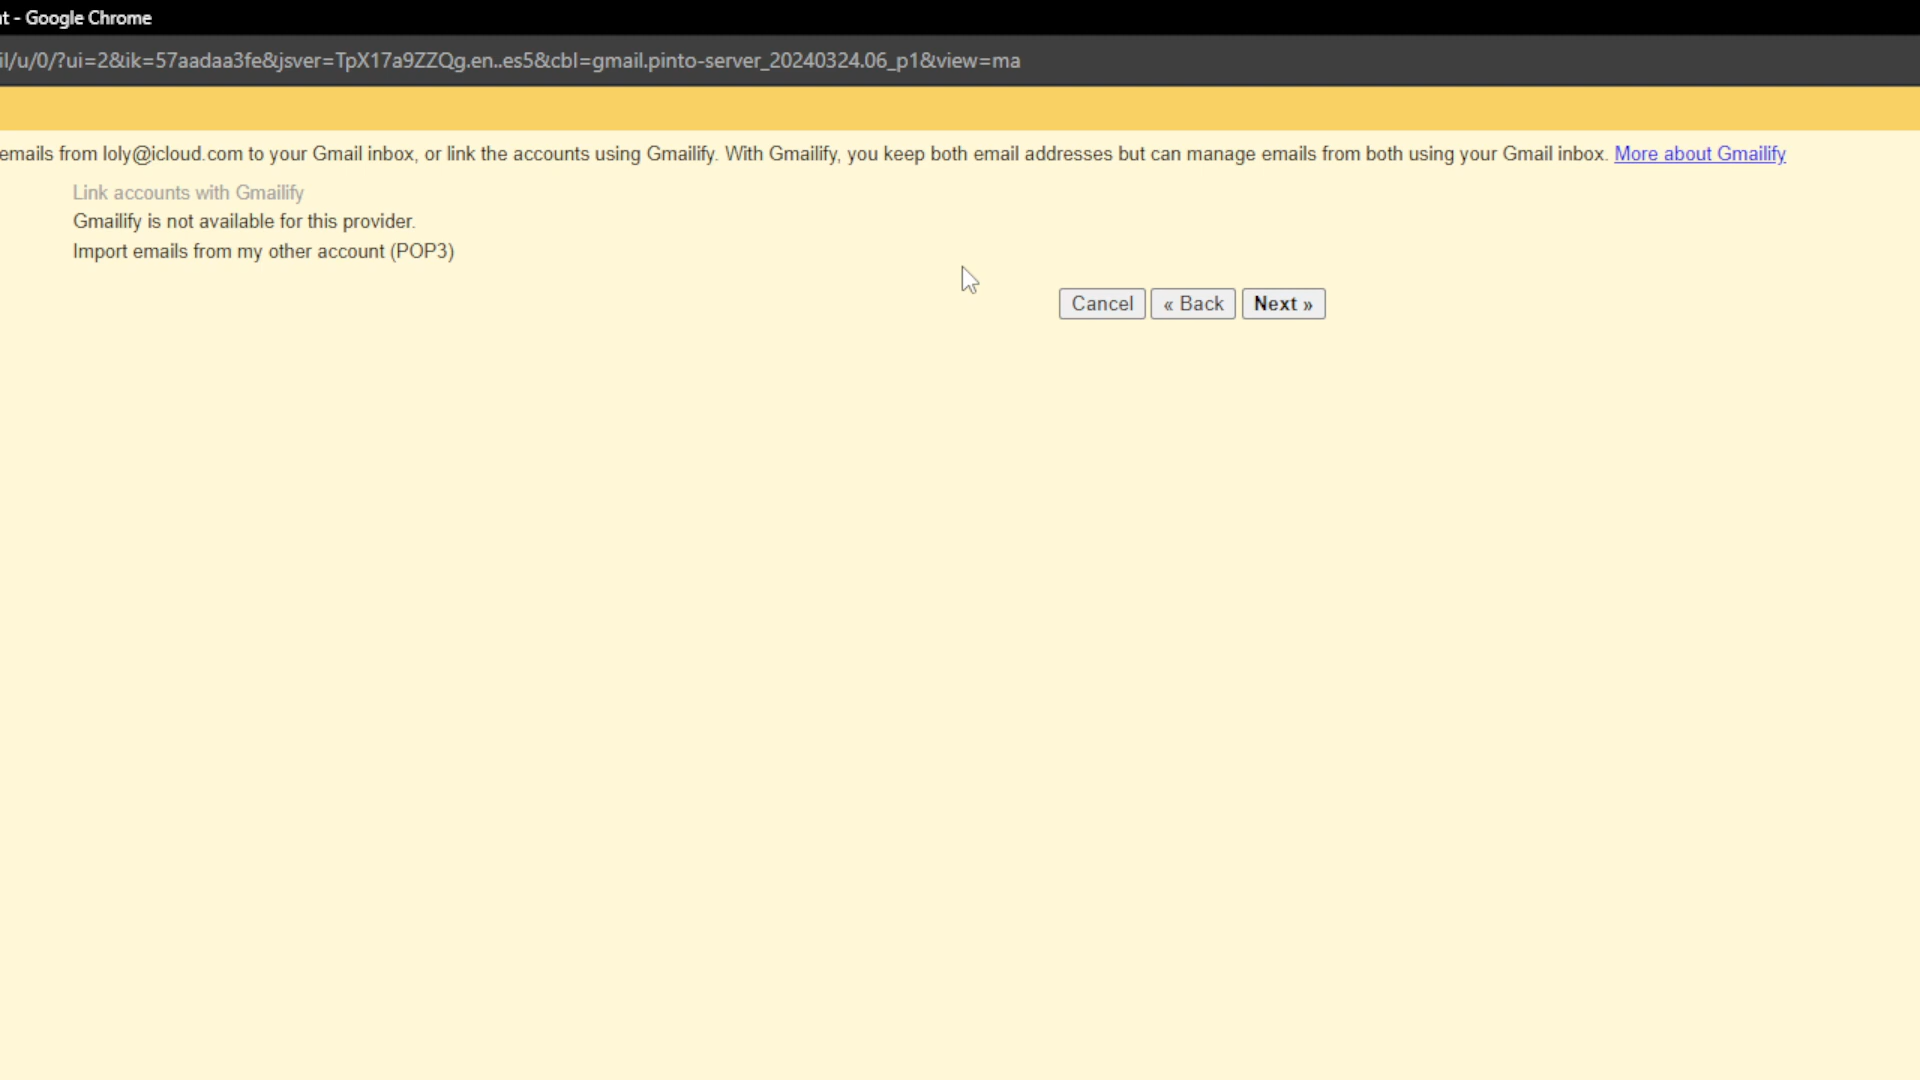 t - Google Chrome
il/u/0/?ui=2&ik=57aadaa3fe&jsver=TpX17a9ZZQg.en..es5&cbl=gmail.pinto-server_20240324.06_p1&view=ma
emails from loly@icloud.com to your Gmail inbox, or link the accounts using Gmailify. With Gmailify, you keep both email addresses but can manage emails from both using your Gmail inbox. More about Gmailify
Link accounts with Gmailify
Gmailify is not available for this provider.
Import emails from my other account (POP3)
Cancel « Back Next »